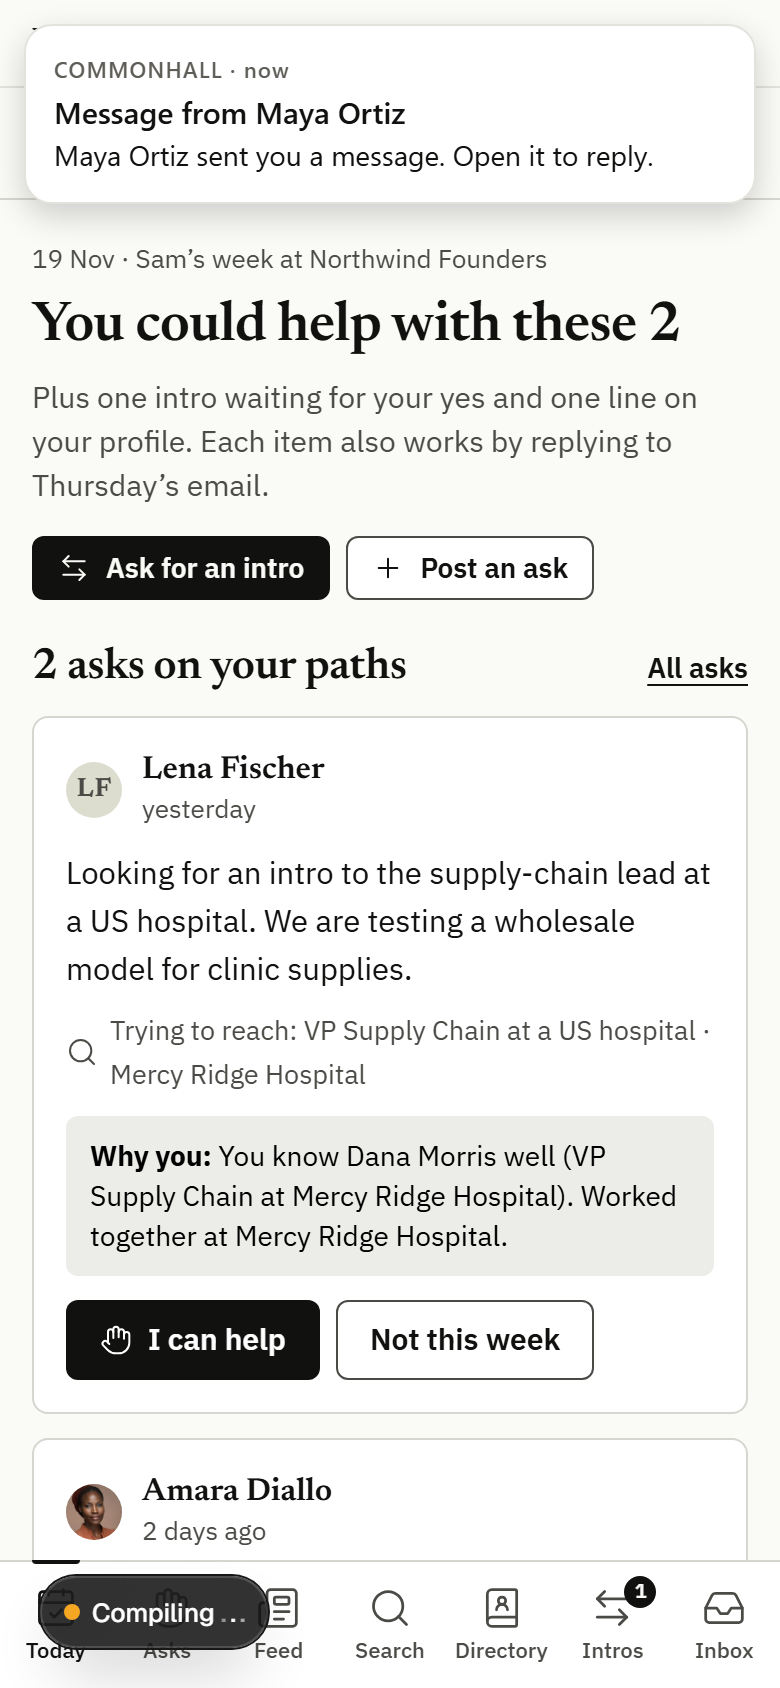 COMMONHALL · now
Message from Maya Ortiz
Maya Ortiz sent you a message. Open it to reply.
19 Nov · Sam’s week at Northwind Founders
You could help with these 2
Plus one intro waiting for your yes and one line on
your profile. Each item also works by replying to
Thursday’s email.
Ask for an intro
Post an ask
2 asks on your paths
All asks
LF
Lena Fischer
yesterday
Looking for an intro to the supply-chain lead at
a US hospital. We are testing a wholesale
model for clinic supplies.
Trying to reach: VP Supply Chain at a US hospital ·
Mercy Ridge Hospital
Why you: You know Dana Morris well (VP
Supply Chain at Mercy Ridge Hospital). Worked
together at Mercy Ridge Hospital.
I can help
Not this week
Amara Diallo
2 days ago
Compiling ...
1
Today
Asks
Feed
Search
Directory
Intros
Inbox